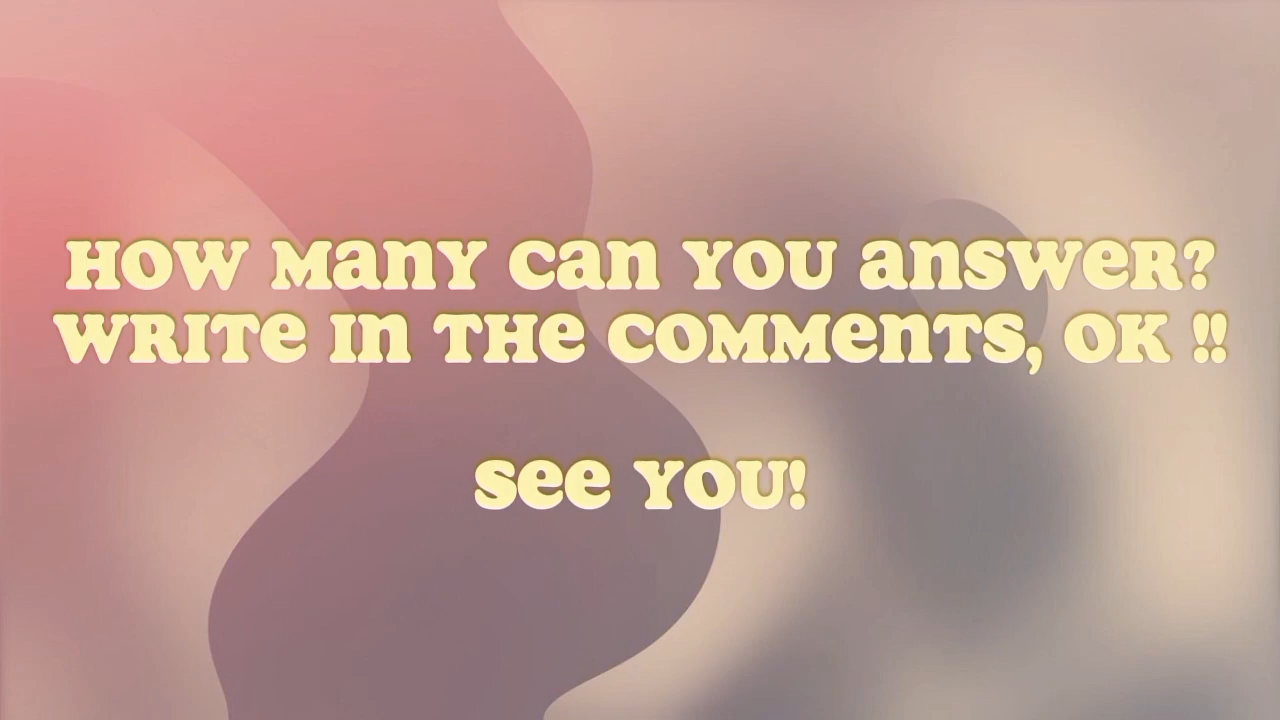 HOW MANY CAN YOU ANSWER?
WRITE IN THE COMMENTS, OK !!
SEE YOU!